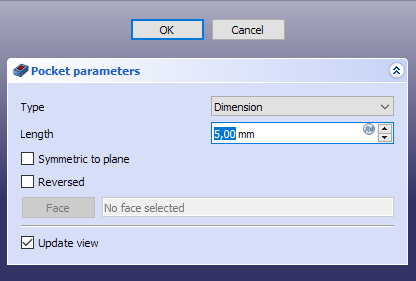 OK Cancel
Pocket parameters
Type Dimension
Length 5,00 mm
Symmetric to plane
Reversed
Face No face selected
Update view